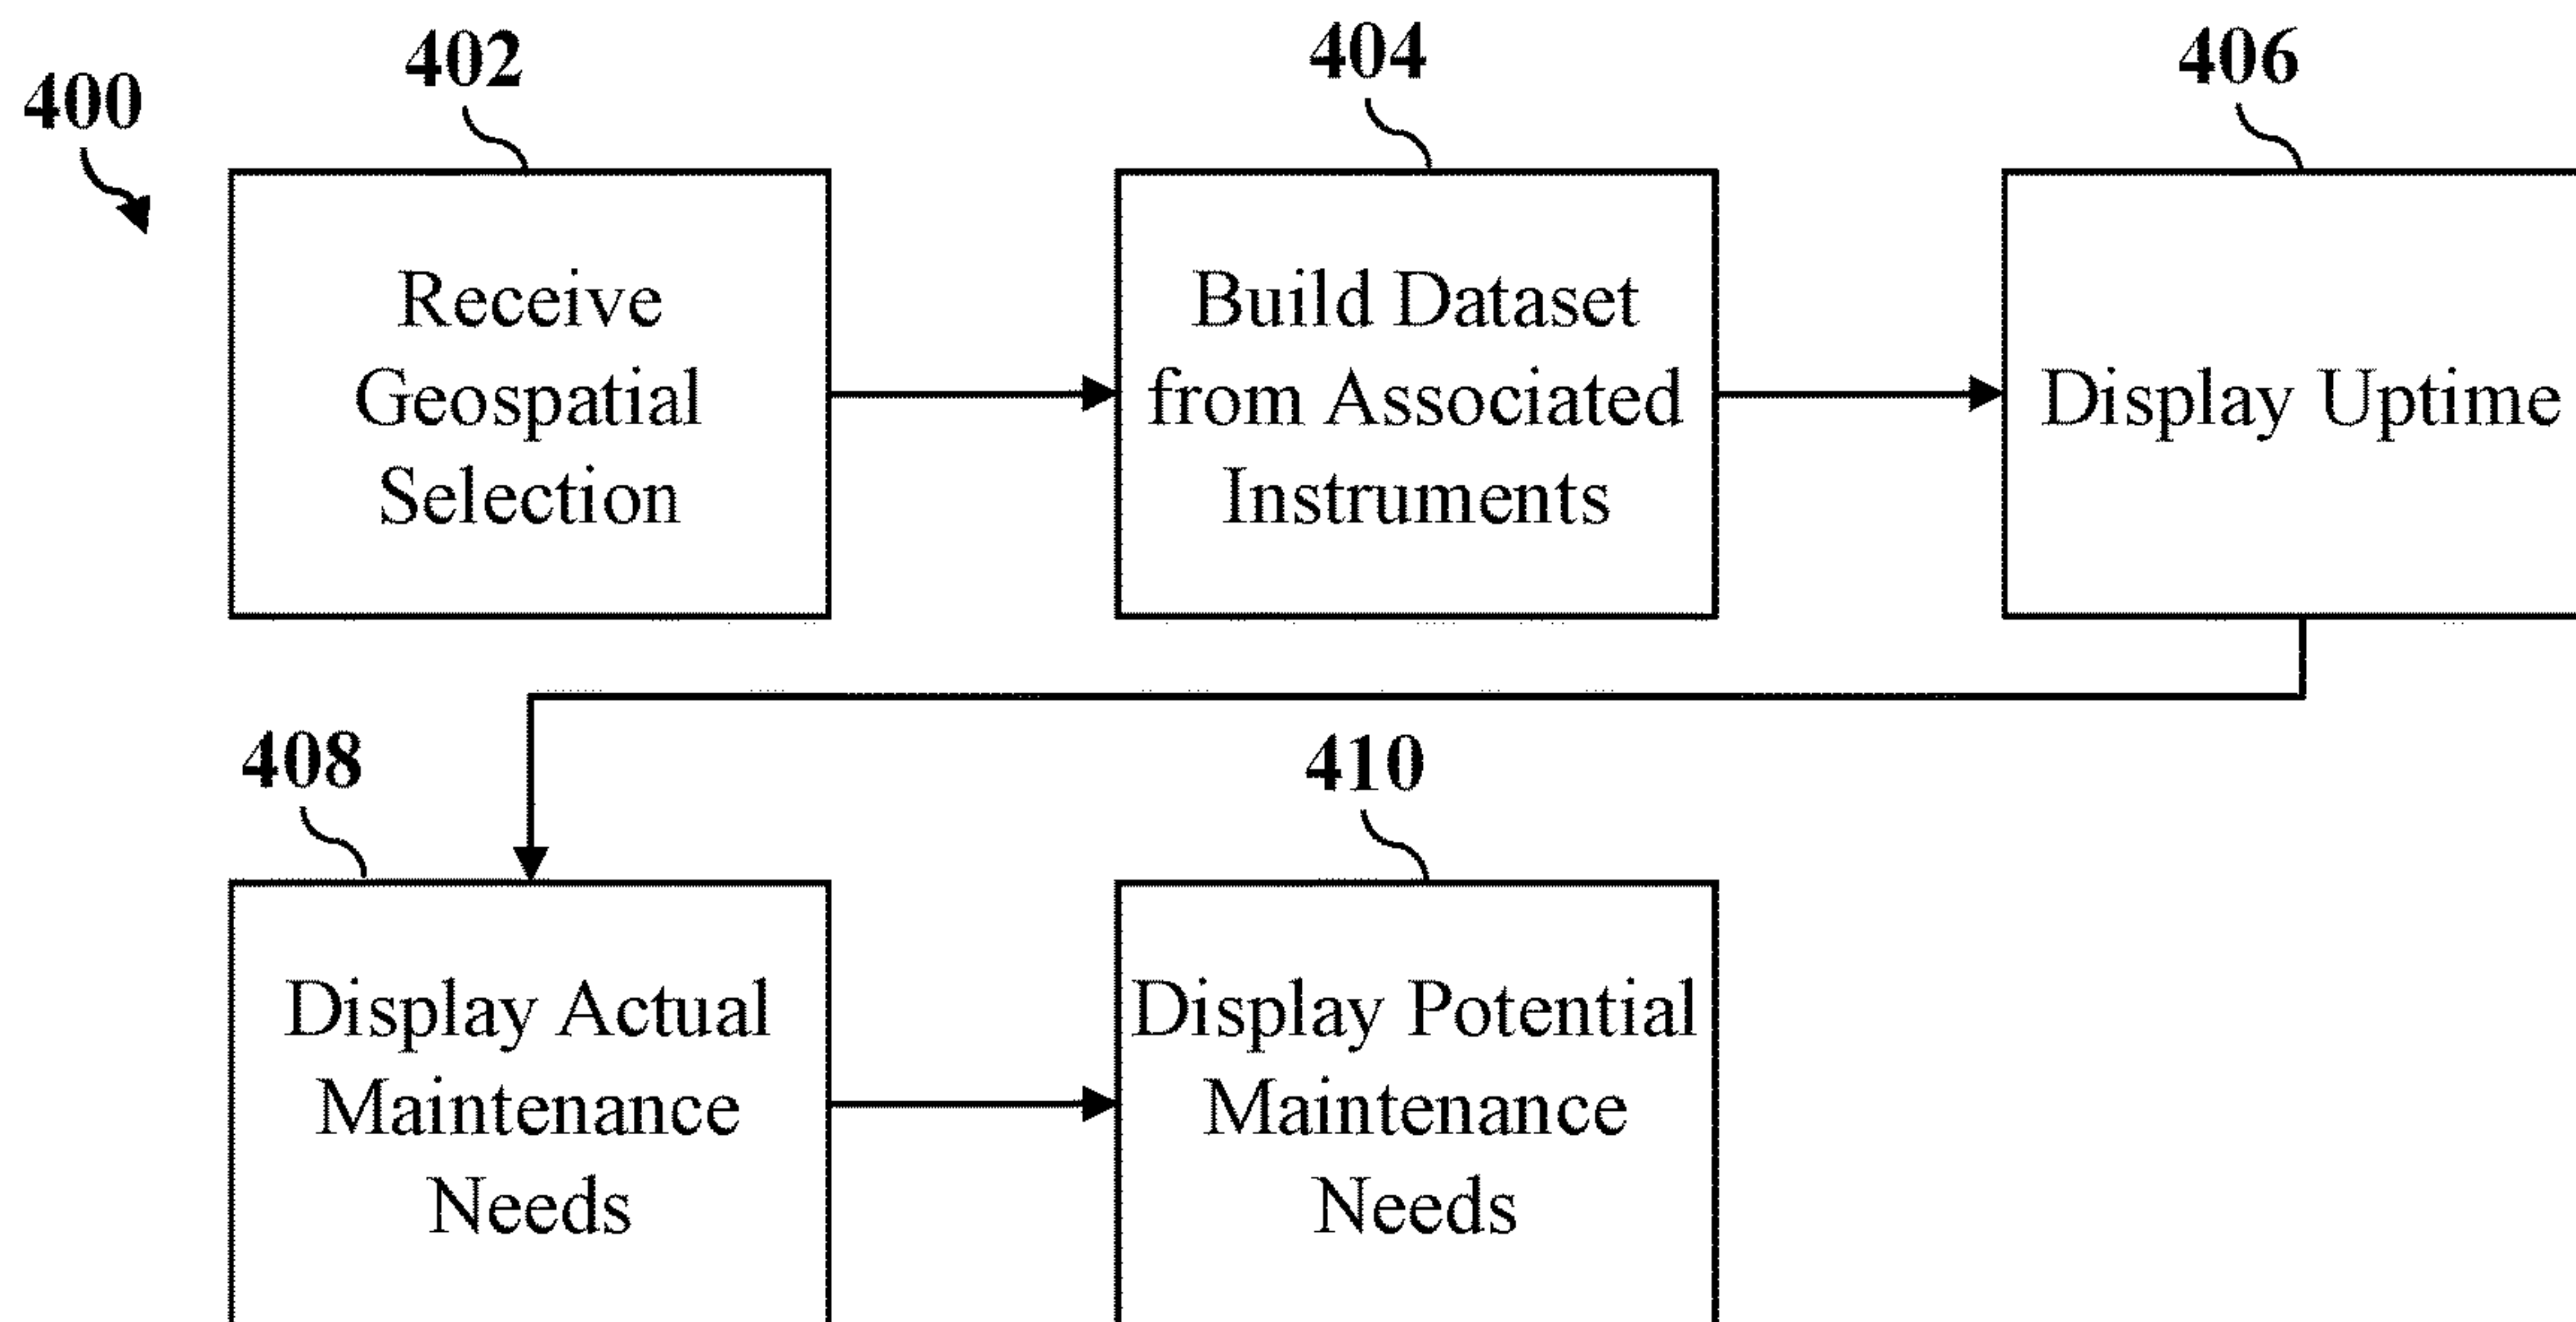 400
402
404
406
Receive
Geospatial
Selection
Build Dataset
from Associated
Instruments
Display Uptime
408
410
Display Actual
Maintenance
Needs
Display Potential
Maintenance
Needs